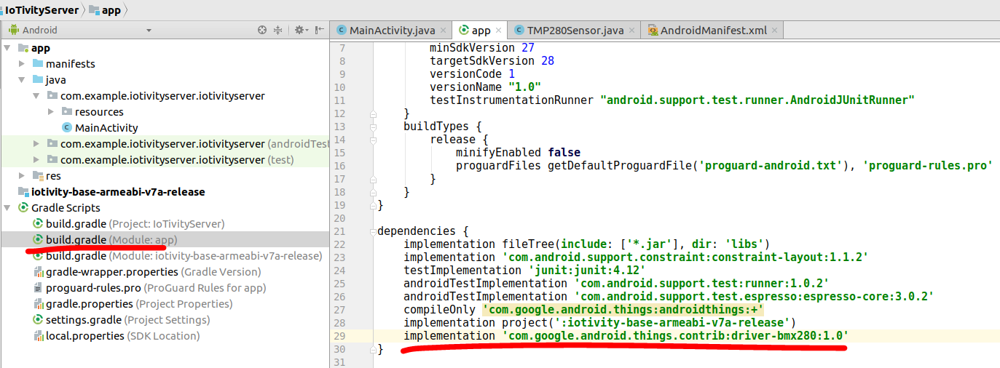 IoTivityServer app
Android
app
manifests
java
com.example.iotivityserver.iotivityserver
resources
MainActivity
com.example.iotivityserver.iotivityserver (androidTest
com.example.iotivityserver.iotivityserver (test)
res
iotivity-base-armeabi-v7a-release
Gradle Scripts
build.gradle (Project: IoTivityServer)
build.gradle (Module: app)
build.gradle (Module: iotivity-base-armeabi-v7a-release)
gradle-wrapper.properties (Gradle Version)
proguard-rules.pro (ProGuard Rules for app)
gradle.properties (Project Properties)
settings.gradle (Project Settings)
local.properties (SDK Location)
MainActivity.java app TMP280Sensor.java AndroidManifest.xml
7 minSdkVersion 27
8 targetSdkVersion 28
9 versionCode 1
10 versionName "1.0"
11 testInstrumentationRunner "android.support.test.runner.AndroidJUnitRunner"
12 }
13 buildTypes {
14 release {
15 minifyEnabled false
16 proguardFiles getDefaultProguardFile('proguard-android.txt'), 'proguard-rules.pro'
17 }
18 }
19 }
20
21 dependencies {
22 implementation fileTree(include: ['*.jar'], dir: 'libs')
23 implementation 'com.android.support.constraint:constraint-layout:1.1.2'
24 testImplementation 'junit:junit:4.12'
25 androidTestImplementation 'com.android.support.test:runner:1.0.2'
26 androidTestImplementation 'com.android.support.test.espresso:espresso-core:3.0.2'
27 compileOnly 'com.google.android.things:androidthings:+'
28 implementation project(':iotivity-base-armeabi-v7a-release')
29 implementation 'com.google.android.things.contrib:driver-bmx280:1.0'
30 }
31